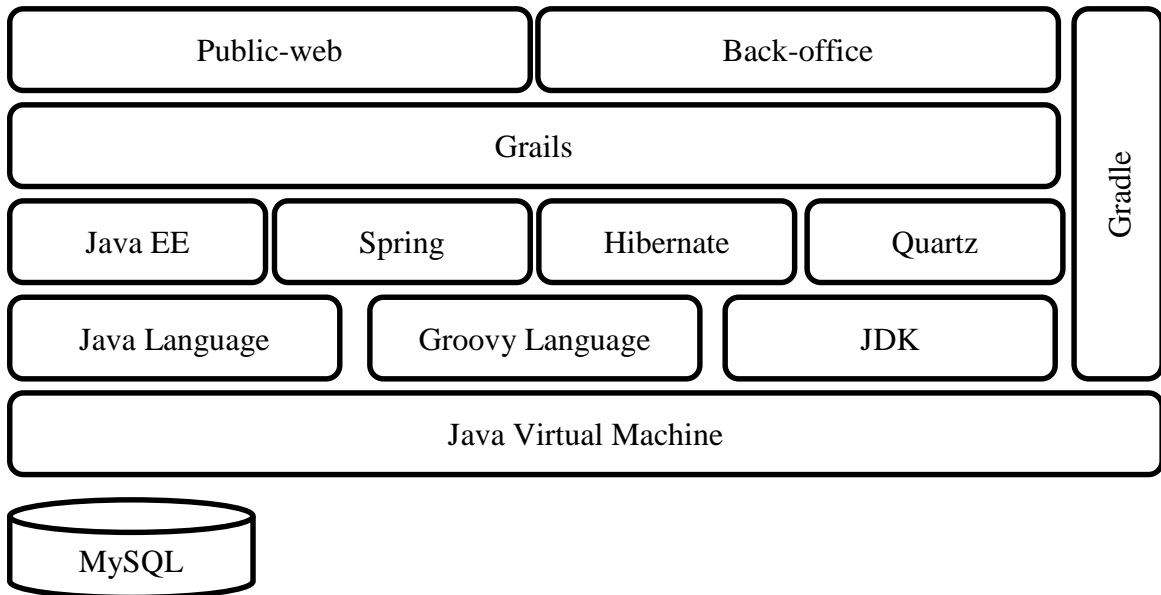 Public-web
Back-office
Grails
Gradle
Java EE
Spring
Hibernate
Quartz
Java Language
Groovy Language
JDK
Java Virtual Machine
MySQL